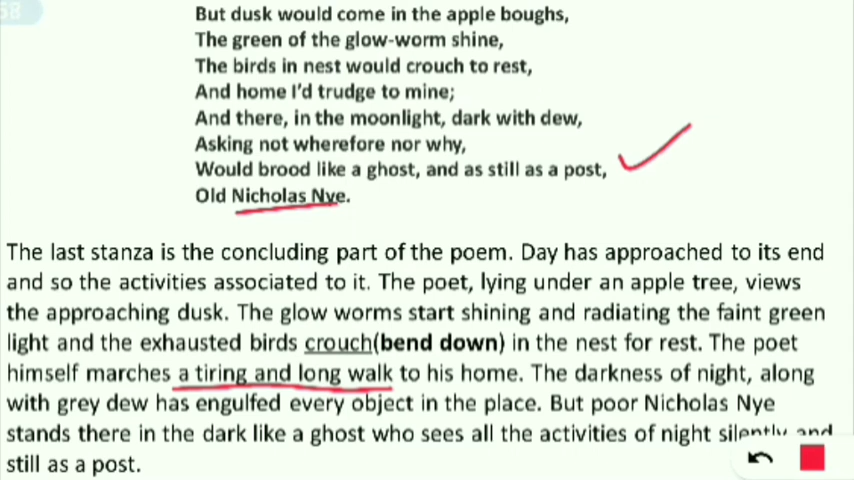 58
But dusk would come in the apple boughs,
The green of the glow-worm shine,
The birds in nest would crouch to rest,
And home I'd trudge to mine;
And there, in the moonlight, dark with dew,
Asking not wherefore nor why,
Would brood like a ghost, and as still as a post,
Old Nicholas Nye.
The last stanza is the concluding part of the poem. Day has approached to its end
and so the activities associated to it. The poet, lying under an apple tree, views
the approaching dusk. The glow worms start shining and radiating the faint green
light and the exhausted birds crouch(bend down) in the nest for rest. The poet
himself marches a tiring and long walk to his home. The darkness of night, along
with grey dew has engulfed every object in the place. But poor Nicholas Nye
stands there in the dark like a ghost who sees all the activities of night silently and
still as a post.